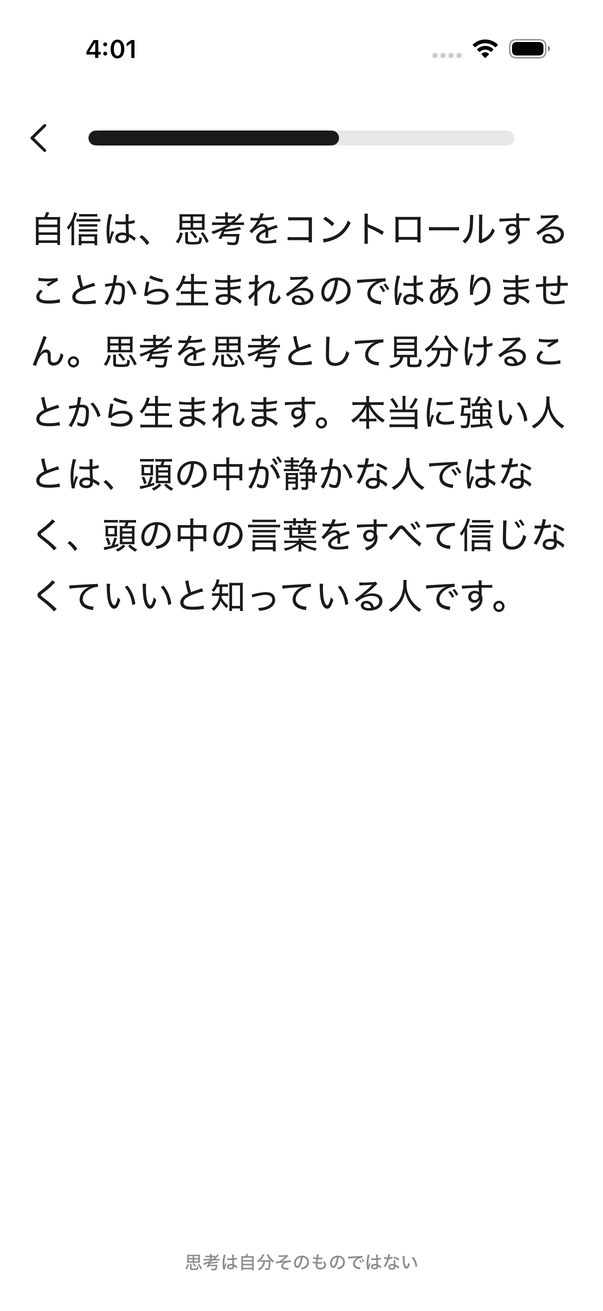 4:01
自信は、思考をコントロールする
ことから生まれるのではありませ
ん。思考を思考として見分けるこ
とから生まれます。本当に強い人
とは、頭の中が静かな人ではな
く、頭の中の言葉をすべて信じな
くていいと知っている人です。
思考は自分そのものではない